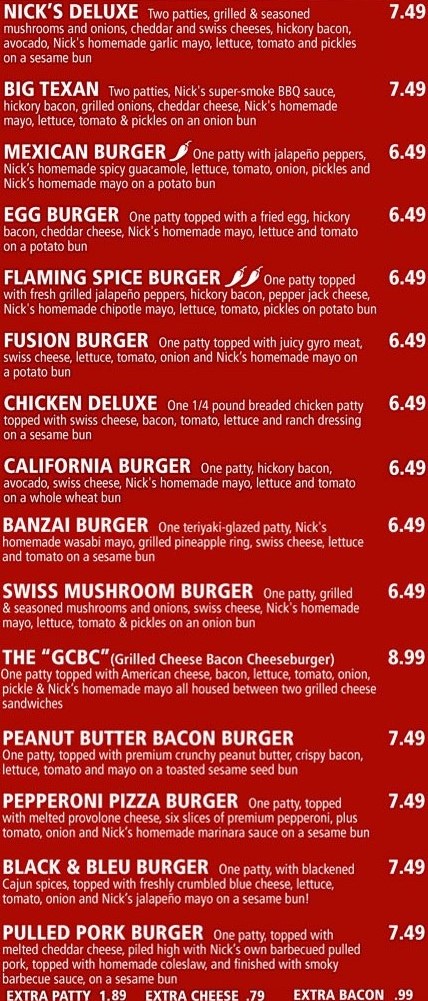 NICK'S DELUXE Two patties, grilled & seasoned 7.49
mushrooms and onions, cheddar and swiss cheeses, hickory bacon,
avocado, Nick's homemade garlic mayo, lettuce, tomato and pickles
on a sesame bun
BIG TEXAN Two patties, Nick's super-smoke BBQ sauce, 7.49
hickory bacon, grilled onions, cheddar cheese, Nick's homemade
mayo, lettuce, tomato & pickles on an onion bun
MEXICAN BURGER One patty with jalapeño peppers, 6.49
Nick's homemade spicy guacamole, lettuce, tomato, onion, pickles and
Nick's homemade mayo on a potato bun
EGG BURGER One patty topped with a fried egg, hickory 6.49
bacon, cheddar cheese, Nick's homemade mayo, lettuce and tomato
on a potato bun
FLAMING SPICE BURGER One patty topped 6.49
with fresh grilled jalapeño peppers, hickory bacon, pepper jack cheese,
Nick's homemade chipotle mayo, lettuce, tomato, pickles on potato bun
FUSION BURGER One patty topped with juicy gyro meat, 6.49
swiss cheese, lettuce, tomato, onion and Nick's homemade mayo on
a potato bun
CHICKEN DELUXE One 1/4 pound breaded chicken patty 6.49
topped with swiss cheese, bacon, tomato, lettuce and ranch dressing
on a sesame bun
CALIFORNIA BURGER One patty, hickory bacon, 6.49
avocado, swiss cheese, Nick's homemade mayo, lettuce and tomato
on a whole wheat bun
BANZAI BURGER One teriyaki-glazed patty, Nick's 6.49
homemade wasabi mayo, grilled pineapple ring, swiss cheese, lettuce
and tomato on a sesame bun
SWISS MUSHROOM BURGER One patty, grilled 6.49
& seasoned mushrooms and onions, swiss cheese, Nick's homemade
mayo, lettuce, tomato & pickles on an onion bun
THE "GCBC" (Grilled Cheese Bacon Cheeseburger) 8.99
One patty topped with American cheese, bacon, lettuce, tomato, onion,
pickle & Nick's homemade mayo all housed between two grilled cheese
sandwiches
PEANUT BUTTER BACON BURGER 7.49
One patty, topped with premium crunchy peanut butter, crispy bacon,
lettuce, tomato and mayo on a toasted sesame seed bun
PEPPERONI PIZZA BURGER One patty, topped 7.49
with melted provolone cheese, six slices of premium pepperoni, plus
tomato, onion and Nick's homemade marinara sauce on a sesame bun
BLACK & BLEU BURGER One patty, with blackened 7.49
Cajun spices, topped with freshly crumbled blue cheese, lettuce,
tomato, onion and Nick's jalapeño mayo on a sesame bun!
PULLED PORK BURGER One patty, topped with 7.49
melted cheddar cheese, piled high with Nick's own barbecued pulled
pork, topped with homemade coleslaw, and finished with smoky
barbecue sauce, on a sesame bun
EXTRA PATTY 1.89 EXTRA CHEESE .79 EXTRA BACON .99